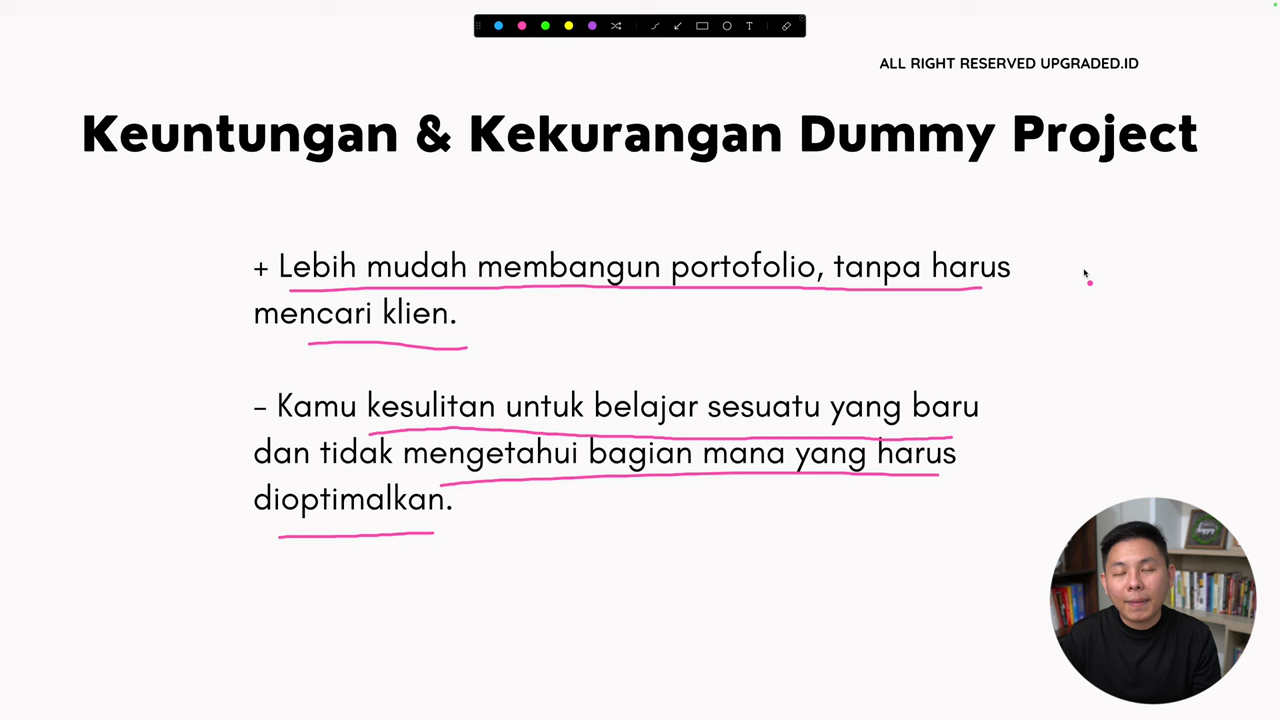 ALL RIGHT RESERVED UPGRADED.ID
Keuntungan & Kekurangan Dummy Project
+ Lebih mudah membangun portofolio, tanpa harus
mencari klien.
- Kamu kesulitan untuk belajar sesuatu yang baru
dan tidak mengetahui bagian mana yang harus
dioptimalkan.